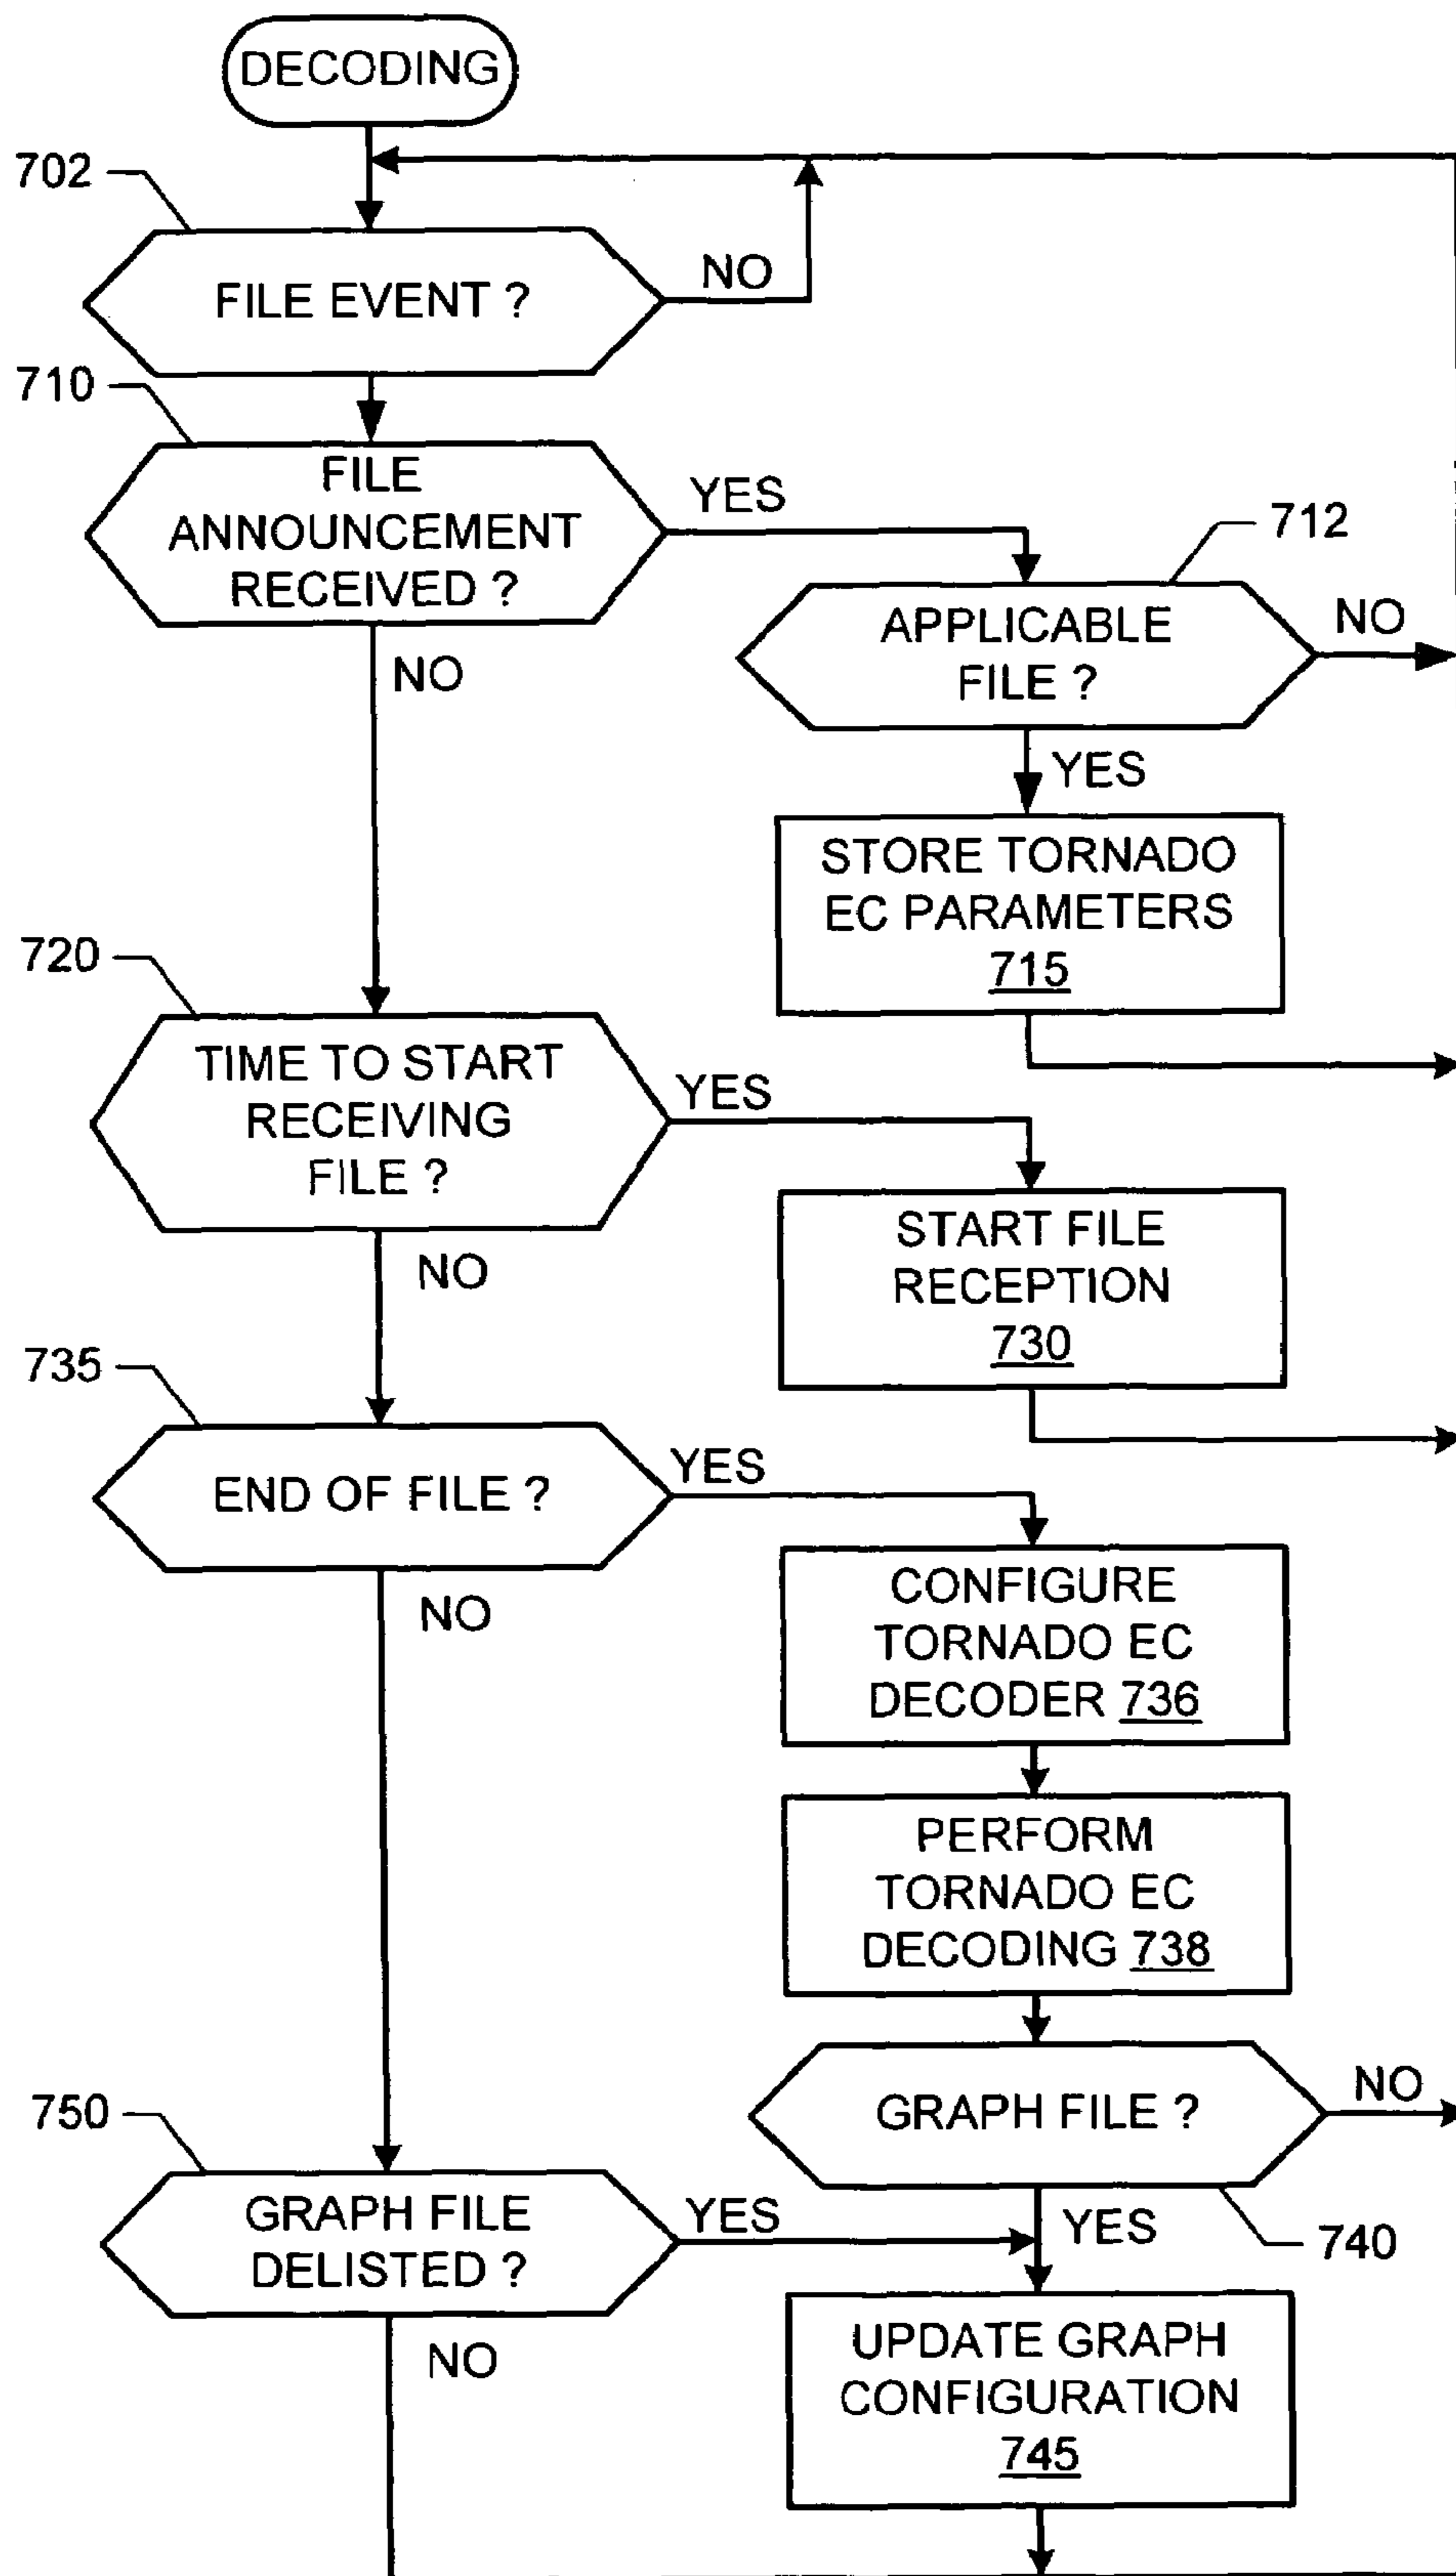 DECODING
702
FILE EVENT ?
NO
710
FILE
ANNOUNCEMENT
RECEIVED ?
YES
NO
712
APPLICABLE
FILE ?
NO
YES
STORE TORNADO
EC PARAMETERS
715
720
TIME TO START
RECEIVING
FILE ?
YES
NO
START FILE
RECEPTION
730
735
END OF FILE ?
YES
NO
CONFIGURE
TORNADO EC
DECODER 736
PERFORM
TORNADO EC
DECODING 738
GRAPH FILE ?
NO
YES
740
750
GRAPH FILE
DELISTED ?
YES
NO
UPDATE GRAPH
CONFIGURATION
745